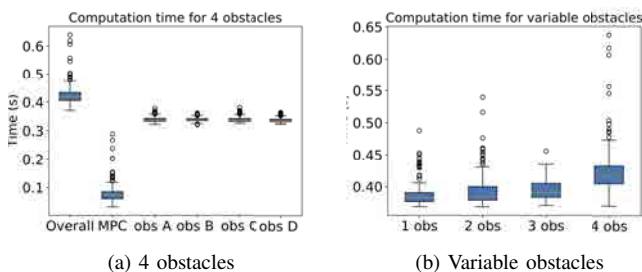 Computation time for 4 obstacles
Time (s)
0.6
0.5
0.4
0.3
0.2
0.1
Overall MPC obs A obs B obs C obs D
(a) 4 obstacles
Computation time for variable obstacles
0.65
0.60
0.55
0.50
0.45
0.40
1 obs 2 obs 3 obs 4 obs
(b) Variable obstacles